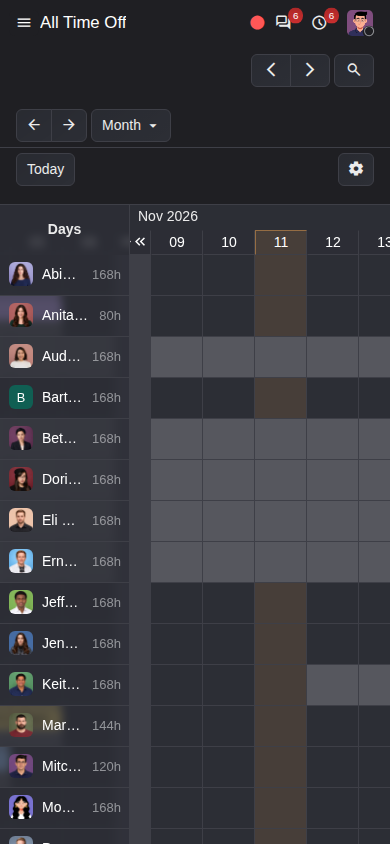 All Time Off
6
6
Month
Today
Nov 2026
Days
09
10
11
12
13
Abi... 168h
Anita... 80h
Aud... 168h
B Bart... 168h
Bet... 168h
Dori... 168h
Eli ... 168h
Ern... 168h
Jeff... 168h
Jen... 168h
Keit... 168h
Mar... 144h
Mitc... 120h
Mo... 168h